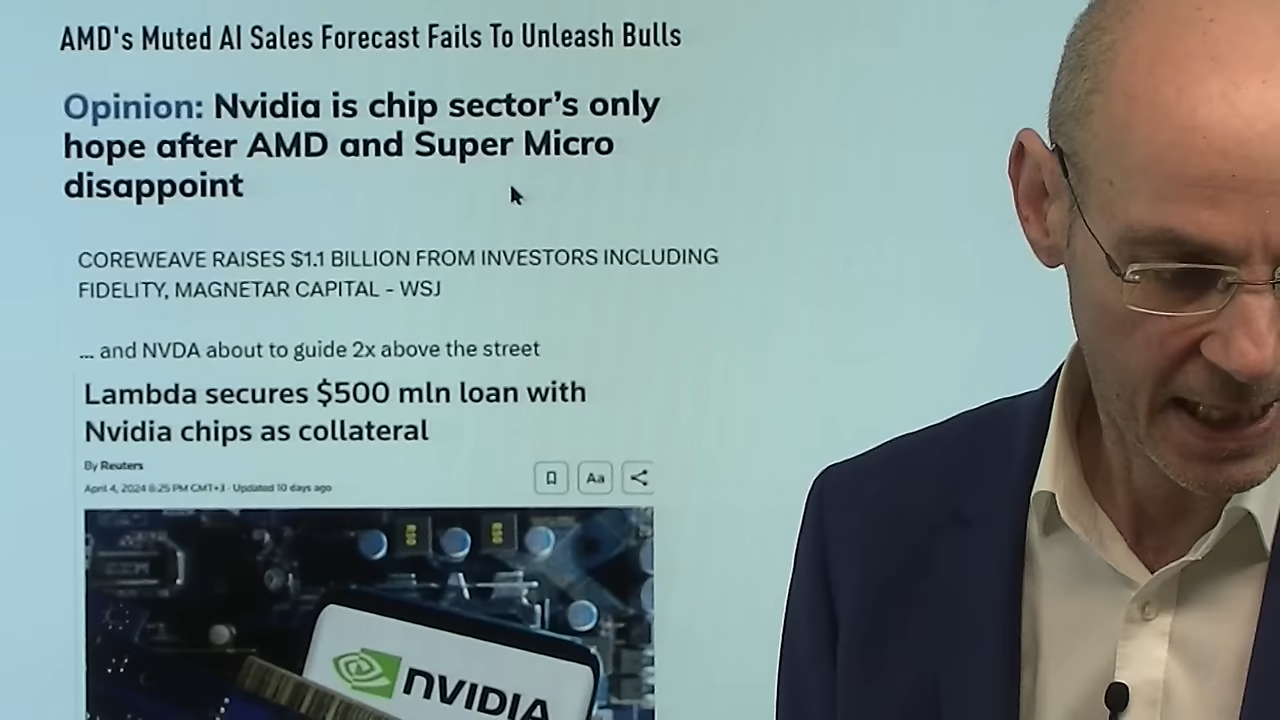 AMD's Muted AI Sales Forecast Fails To Unleash Bulls
Opinion: Nvidia is chip sector's only
hope after AMD and Super Micro
disappoint
COREWEAVE RAISES $1.1 BILLION FROM INVESTORS INCLUDING
FIDELITY, MAGNETAR CAPITAL - WSJ
... and NVDA about to guide 2x above the street
Lambda secures $500 mln loan with
Nvidia chips as collateral
By Reuters
April 4, 2024 6:25 PM GMT+3 · Updated 10 days ago
Aa
NVIDIA